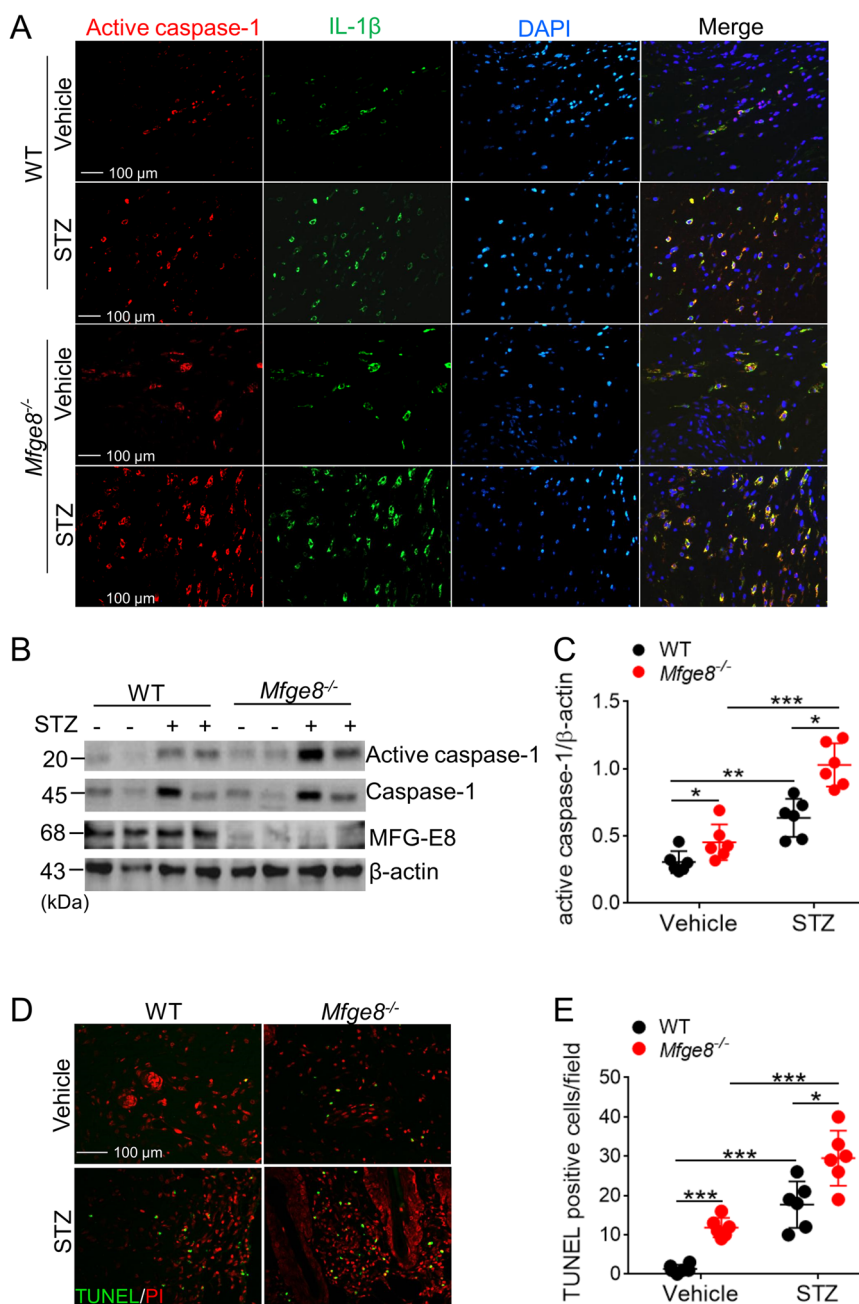 A
Active caspase-1 IL-1β DAPI Merge
WT
Vehicle
100 µm
STZ
100 µm
Mfge8-/-
Vehicle
100 µm
STZ
100 µm
B
WT Mfge8-/-
STZ - - + + - - + +
20 Active caspase-1
45 Caspase-1
68 MFG-E8
43 β-actin
(kDa)
C
WT
Mfge8-/-
active caspase-1/β-actin
1.5
1.0
0.5
0.0
***
*
**
*
Vehicle STZ
D
WT Mfge8-/-
Vehicle
100 µm
STZ
TUNEL/PI
E
WT
Mfge8-/-
TUNEL positive cells/field
50
40
30
20
10
0
***
*
***
***
Vehicle STZ